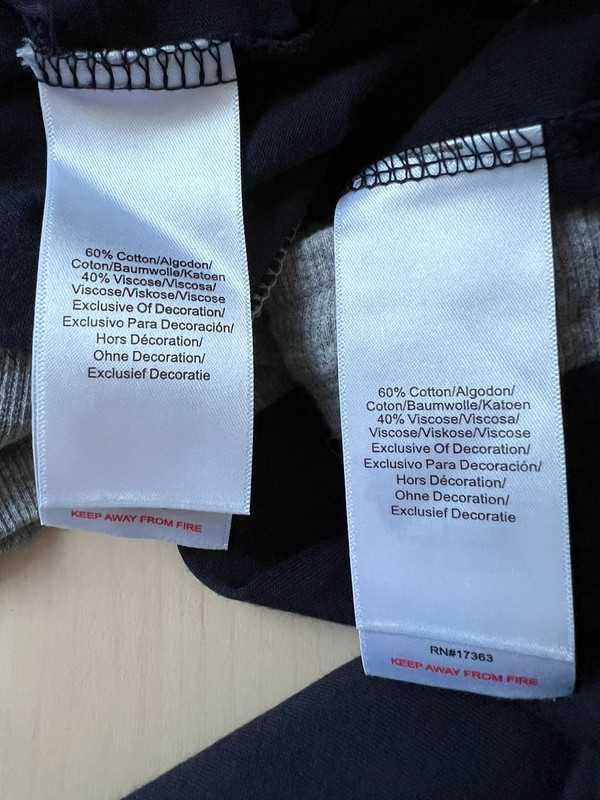 60% Cotton/Algodon/
Coton/Baumwolle/Katoen
40% Viscose/Viscosa/
Viscose/Viskose/Viscose
Exclusive Of Decoration/
Exclusivo Para Decoración/
Hors Décoration/
Ohne Decoration/
Exclusief Decoratie
KEEP AWAY FROM FIRE
60% Cotton/Algodon/
Coton/Baumwolle/Katoen
40% Viscose/Viscosa/
Viscose/Viskose/Viscose
Exclusive Of Decoration/
Exclusivo Para Decoración/
Hors Décoration/
Ohne Decoration/
Exclusief Decoratie
RN#17363
KEEP AWAY FROM FIRE